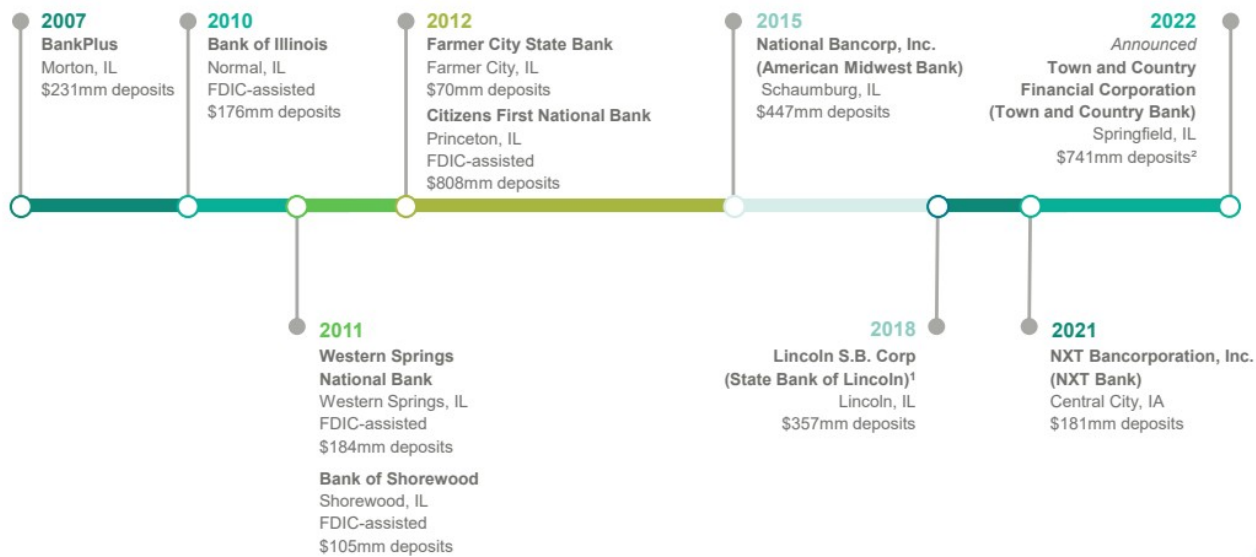 2007
BankPlus
Morton, IL
$231mm deposits
2010
Bank of Illinois
Normal, IL
FDIC-assisted
$176mm deposits
2012
Farmer City State Bank
Farmer City, IL
$70mm deposits
Citizens First National Bank
Princeton, IL
FDIC-assisted
$808mm deposits
2015
National Bancorp, Inc.
(American Midwest Bank)
Schaumburg, IL
$447mm deposits
2022
Announced
Town and Country
Financial Corporation
(Town and Country Bank)
Springfield, IL
$741mm deposits²
2011
Western Springs
National Bank
Western Springs, IL
FDIC-assisted
$184mm deposits
Bank of Shorewood
Shorewood, IL
FDIC-assisted
$105mm deposits
2018
Lincoln S.B. Corp
(State Bank of Lincoln)¹
Lincoln, IL
$357mm deposits
2021
NXT Bancorporation, Inc.
(NXT Bank)
Central City, IA
$181mm deposits